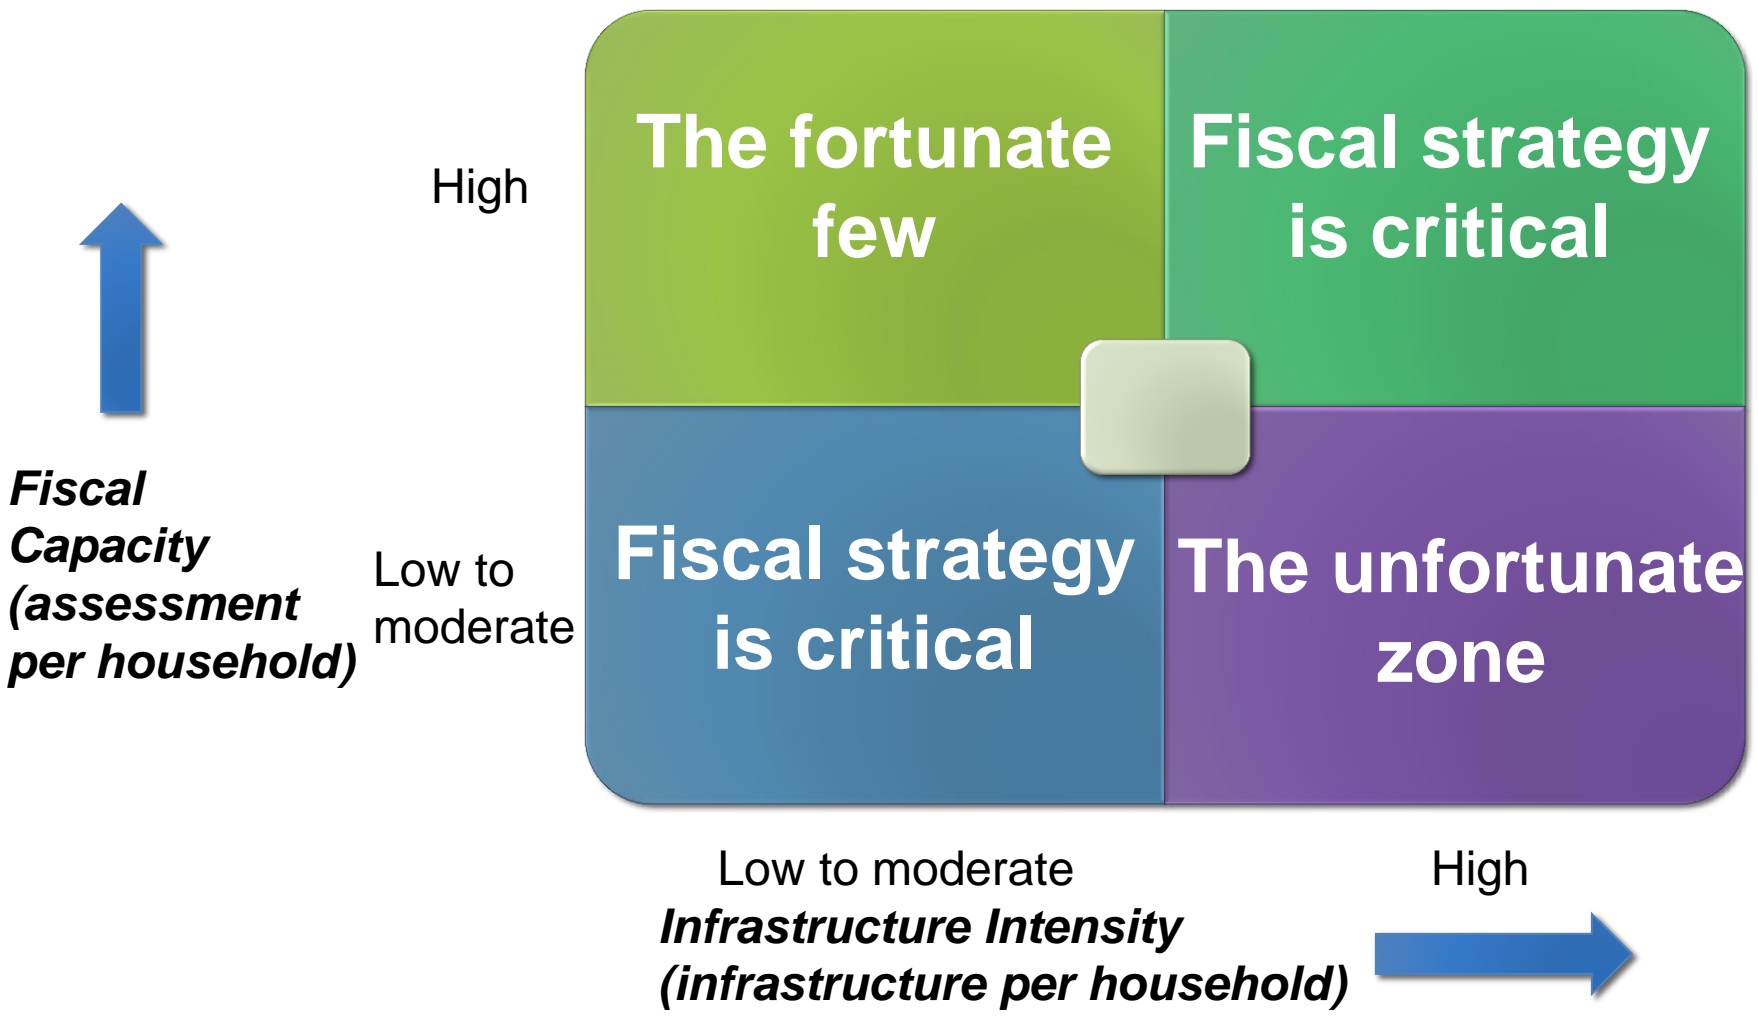 The fortunate
few
Fiscal strategy
is critical
High
Fiscal
Capacity
(assessment
per household)
Low to
moderate
Fiscal strategy
is critical
The unfortunate
zone
Low to moderate
High
Infrastructure Intensity
(infrastructure per household)